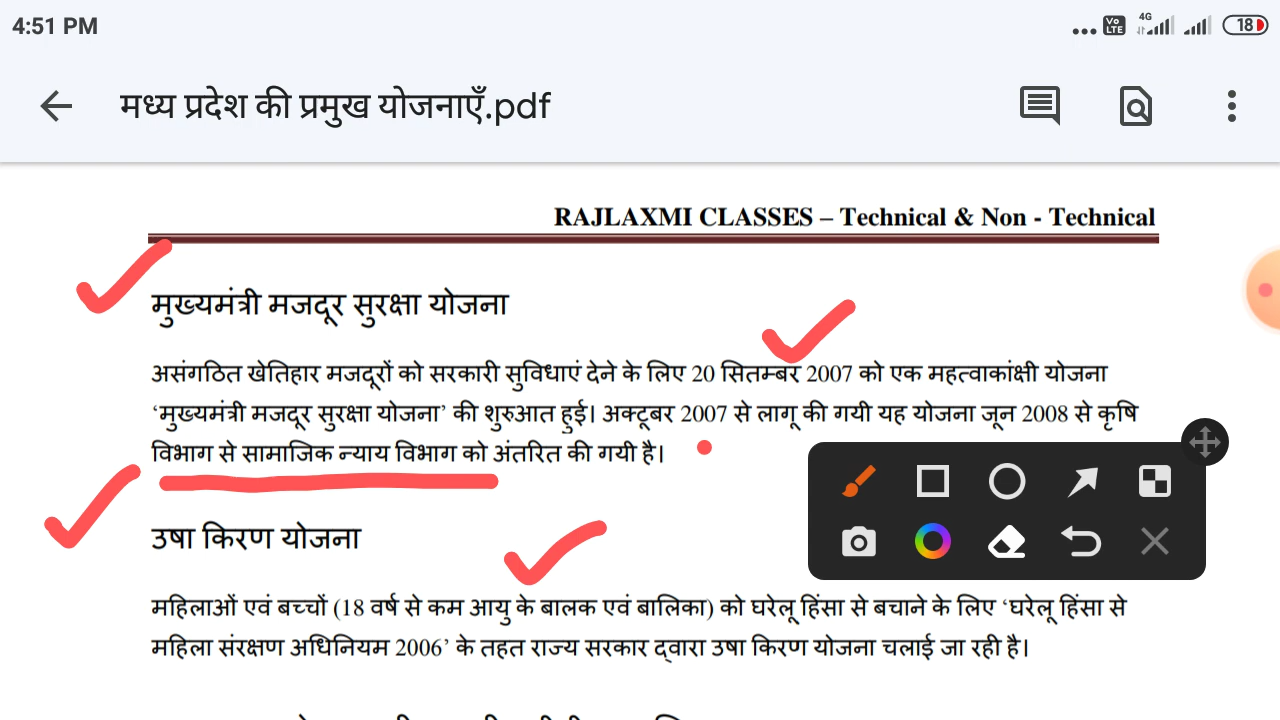 4:51 PM
Vo LTE 4G 18
मध्य प्रदेश की प्रमुख योजनाएँ.pdf
RAJLAXMI CLASSES – Technical & Non - Technical
मुख्यमंत्री मजदूर सुरक्षा योजना
असंगठित खेतिहार मजदूरों को सरकारी सुविधाएं देने के लिए 20 सितम्बर 2007 को एक महत्वाकांक्षी योजना
‘मुख्यमंत्री मजदूर सुरक्षा योजना’ की शुरुआत हुई। अक्टूबर 2007 से लागू की गयी यह योजना जून 2008 से कृषि
विभाग से सामाजिक न्याय विभाग को अंतरित की गयी है।
उषा किरण योजना
महिलाओं एवं बच्चों (18 वर्ष से कम आयु के बालक एवं बालिका) को घरेलू हिंसा से बचाने के लिए ‘घरेलू हिंसा से
महिला संरक्षण अधिनियम 2006’ के तहत राज्य सरकार द्वारा उषा किरण योजना चलाई जा रही है।